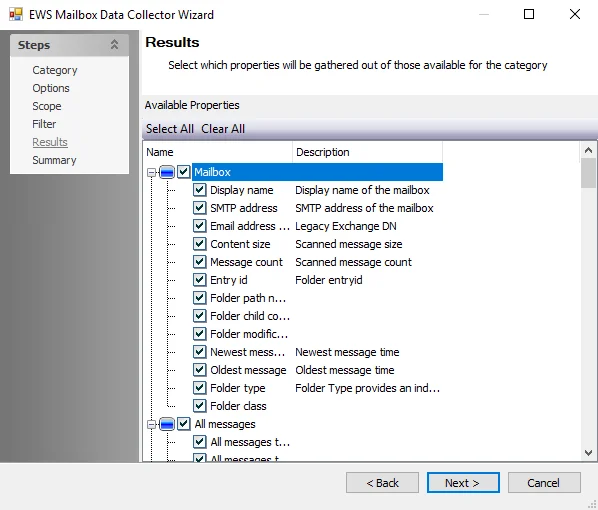 EWS Mailbox Data Collector Wizard
Steps
Category
Options
Scope
Filter
Results
Summary
Results
Select which properties will be gathered out of those available for the category
Available Properties
Select All Clear All
Name Description
Mailbox
Display name Display name of the mailbox
SMTP address SMTP address of the mailbox
Email address ... Legacy Exchange DN
Content size Scanned message size
Message count Scanned message count
Entry id Folder entryid
Folder path n...
Folder child co...
Folder modific...
Newest mess... Newest message time
Oldest message Oldest message time
Folder type Folder Type provides an ind...
Folder class
All messages
All messages t...
All messages t...
< Back Next > Cancel